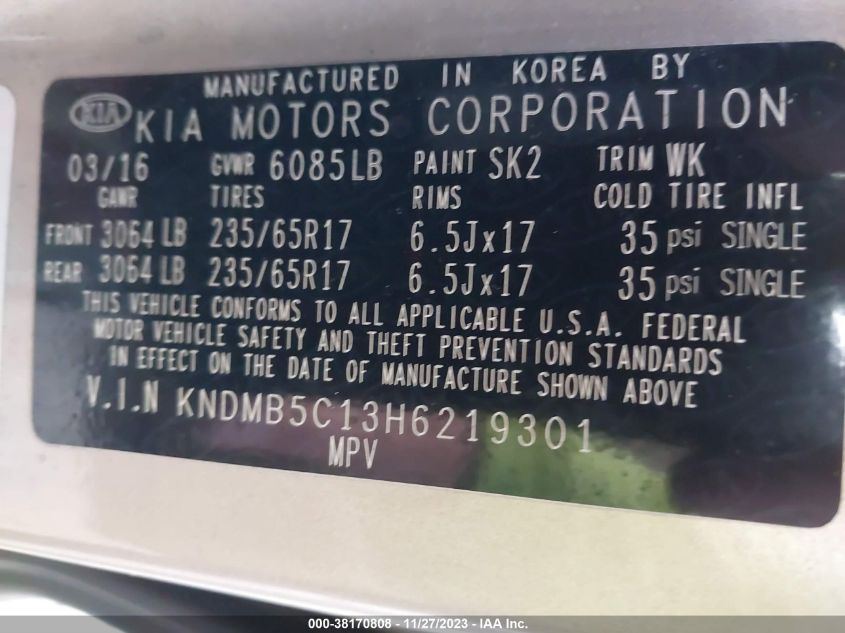 MANUFACTURED IN KOREA BY
KIA KIA MOTORS CORPORATION
03/16 GVWR 6085LB PAINT SK2 TRIM WK
GAWR TIRES RIMS COLD TIRE INFL
FRONT 3064 LB 235/65R17 6.5Jx17 35 psi SINGLE
REAR 3064 LB 235/65R17 6.5Jx17 35 psi SINGLE
THIS VEHICLE CONFORMS TO ALL APPLICABLE U.S.A. FEDERAL
MOTOR VEHICLE SAFETY AND THEFT PREVENTION STANDARDS
IN EFFECT ON THE DATE OF MANUFACTURE SHOWN ABOVE
V.I.N KNDMB5C13H6219301
MPV
000-38170808 - 11/27/2023 - IAA Inc.